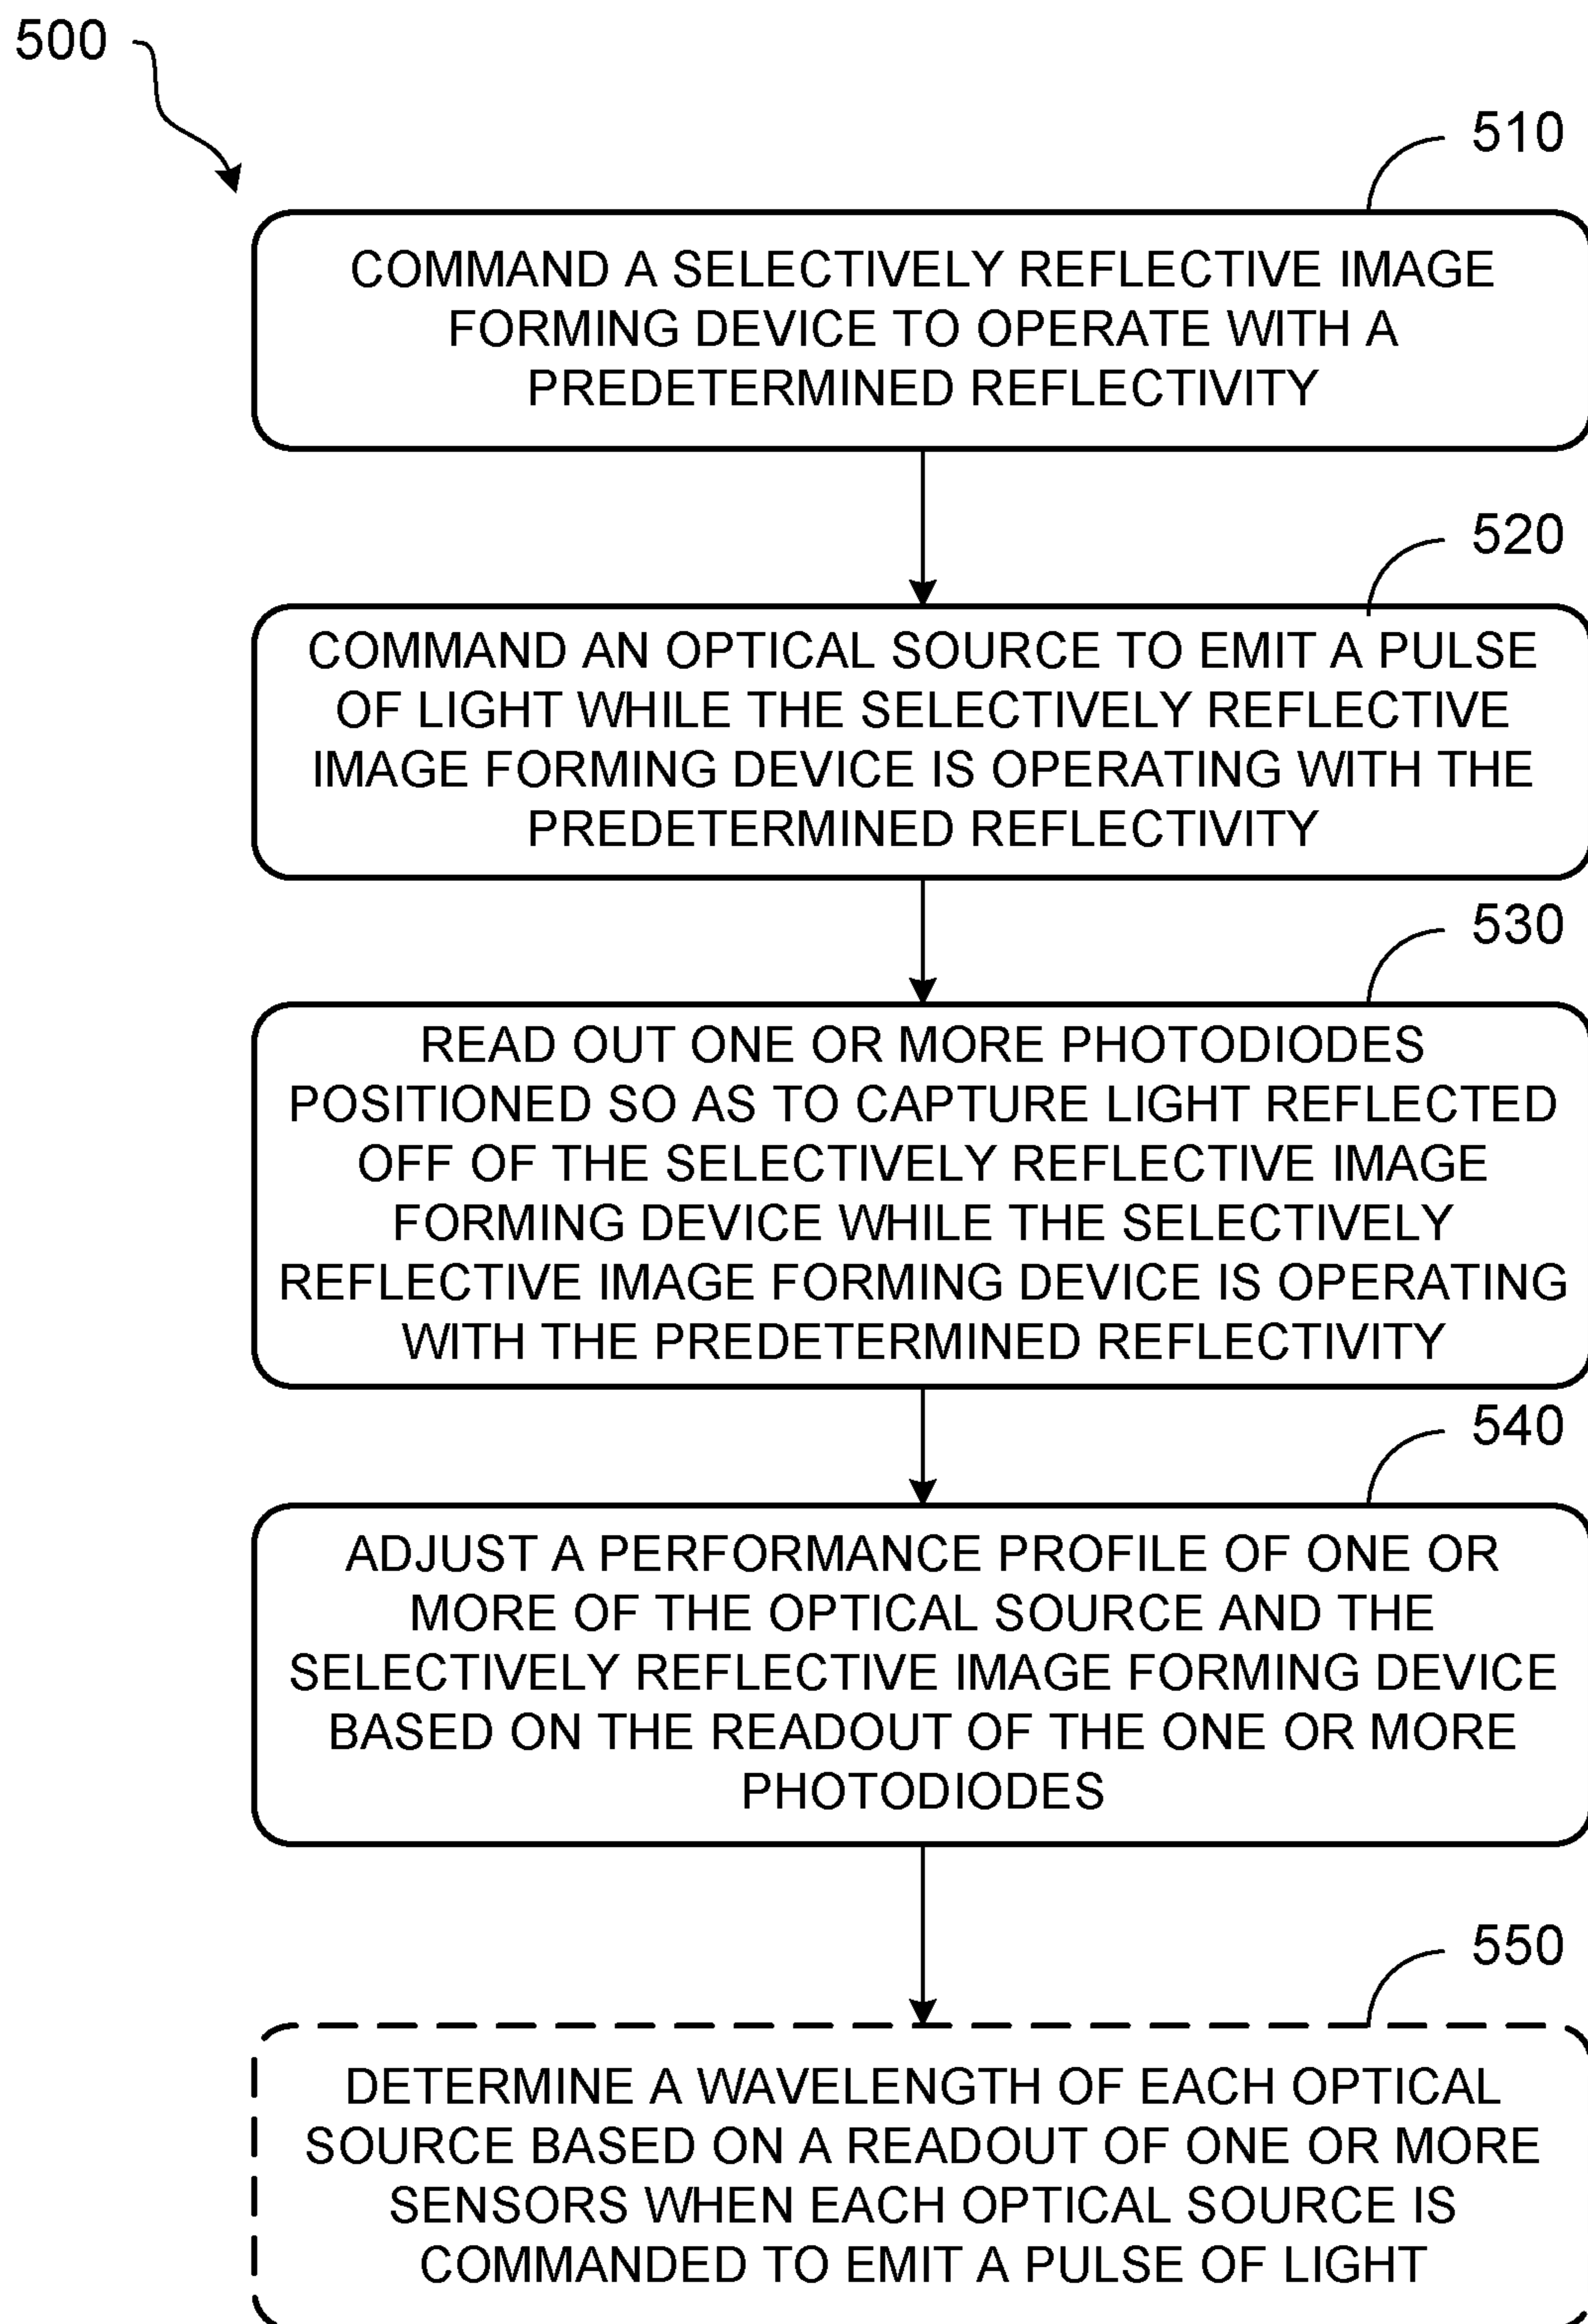 500
510
COMMAND A SELECTIVELY REFLECTIVE IMAGE
FORMING DEVICE TO OPERATE WITH A
PREDETERMINED REFLECTIVITY
520
COMMAND AN OPTICAL SOURCE TO EMIT A PULSE
OF LIGHT WHILE THE SELECTIVELY REFLECTIVE
IMAGE FORMING DEVICE IS OPERATING WITH THE
PREDETERMINED REFLECTIVITY
530
READ OUT ONE OR MORE PHOTODIODES
POSITIONED SO AS TO CAPTURE LIGHT REFLECTED
OFF OF THE SELECTIVELY REFLECTIVE IMAGE
FORMING DEVICE WHILE THE SELECTIVELY
REFLECTIVE IMAGE FORMING DEVICE IS OPERATING
WITH THE PREDETERMINED REFLECTIVITY
540
ADJUST A PERFORMANCE PROFILE OF ONE OR
MORE OF THE OPTICAL SOURCE AND THE
SELECTIVELY REFLECTIVE IMAGE FORMING DEVICE
BASED ON THE READOUT OF THE ONE OR MORE
PHOTODIODES
550
DETERMINE A WAVELENGTH OF EACH OPTICAL
SOURCE BASED ON A READOUT OF ONE OR MORE
SENSORS WHEN EACH OPTICAL SOURCE IS
COMMANDED TO EMIT A PULSE OF LIGHT